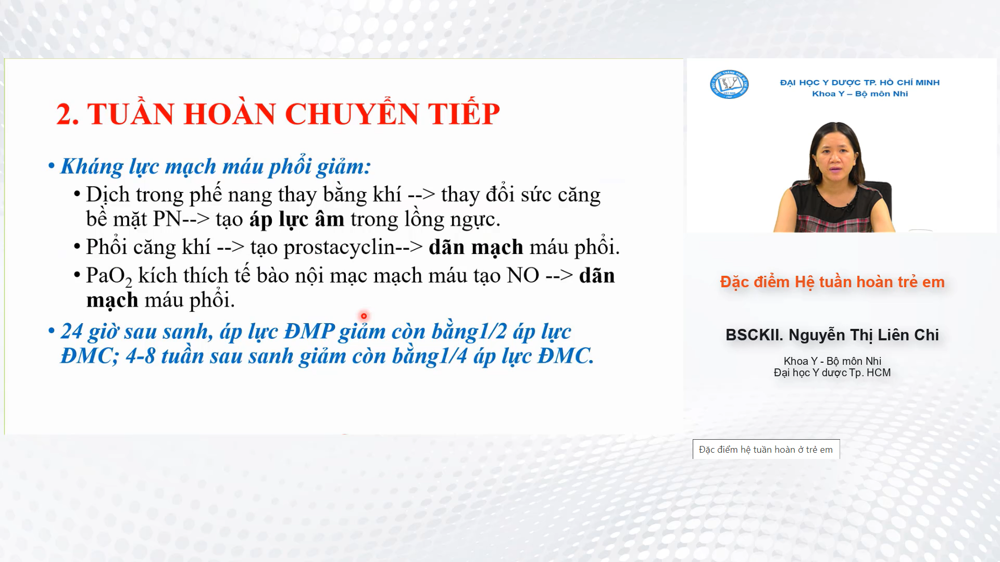 2. TUẦN HOÀN CHUYỂN TIẾP
• Kháng lực mạch máu phổi giảm:
• Dịch trong phế nang thay bằng khí --> thay đổi sức căng
bề mặt PN--> tạo áp lực âm trong lồng ngực.
• Phổi căng khí --> tạo prostacyclin--> dãn mạch máu phổi.
• PaO2 kích thích tế bào nội mạc mạch máu tạo NO --> dãn
mạch máu phổi.
• 24 giờ sau sanh, áp lực ĐMP giảm còn bằng1/2 áp lực
ĐMC; 4-8 tuần sau sanh giảm còn bằng1/4 áp lực ĐMC.
ĐẠI HỌC Y DƯỢC TP. HỒ CHÍ MINH
Khoa Y – Bộ môn Nhi
Đặc điểm Hệ tuần hoàn trẻ em
BSCKII. Nguyễn Thị Liên Chi
Khoa Y - Bộ môn Nhi
Đại học Y dược Tp. HCM
Đặc điểm hệ tuần hoàn ở trẻ em